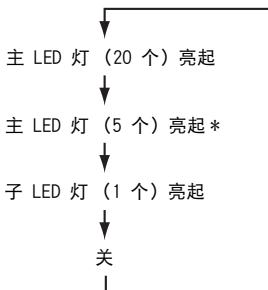 主 LED 灯 (20 个) 亮起
主 LED 灯 (5 个) 亮起*
子 LED 灯 (1 个) 亮起
关